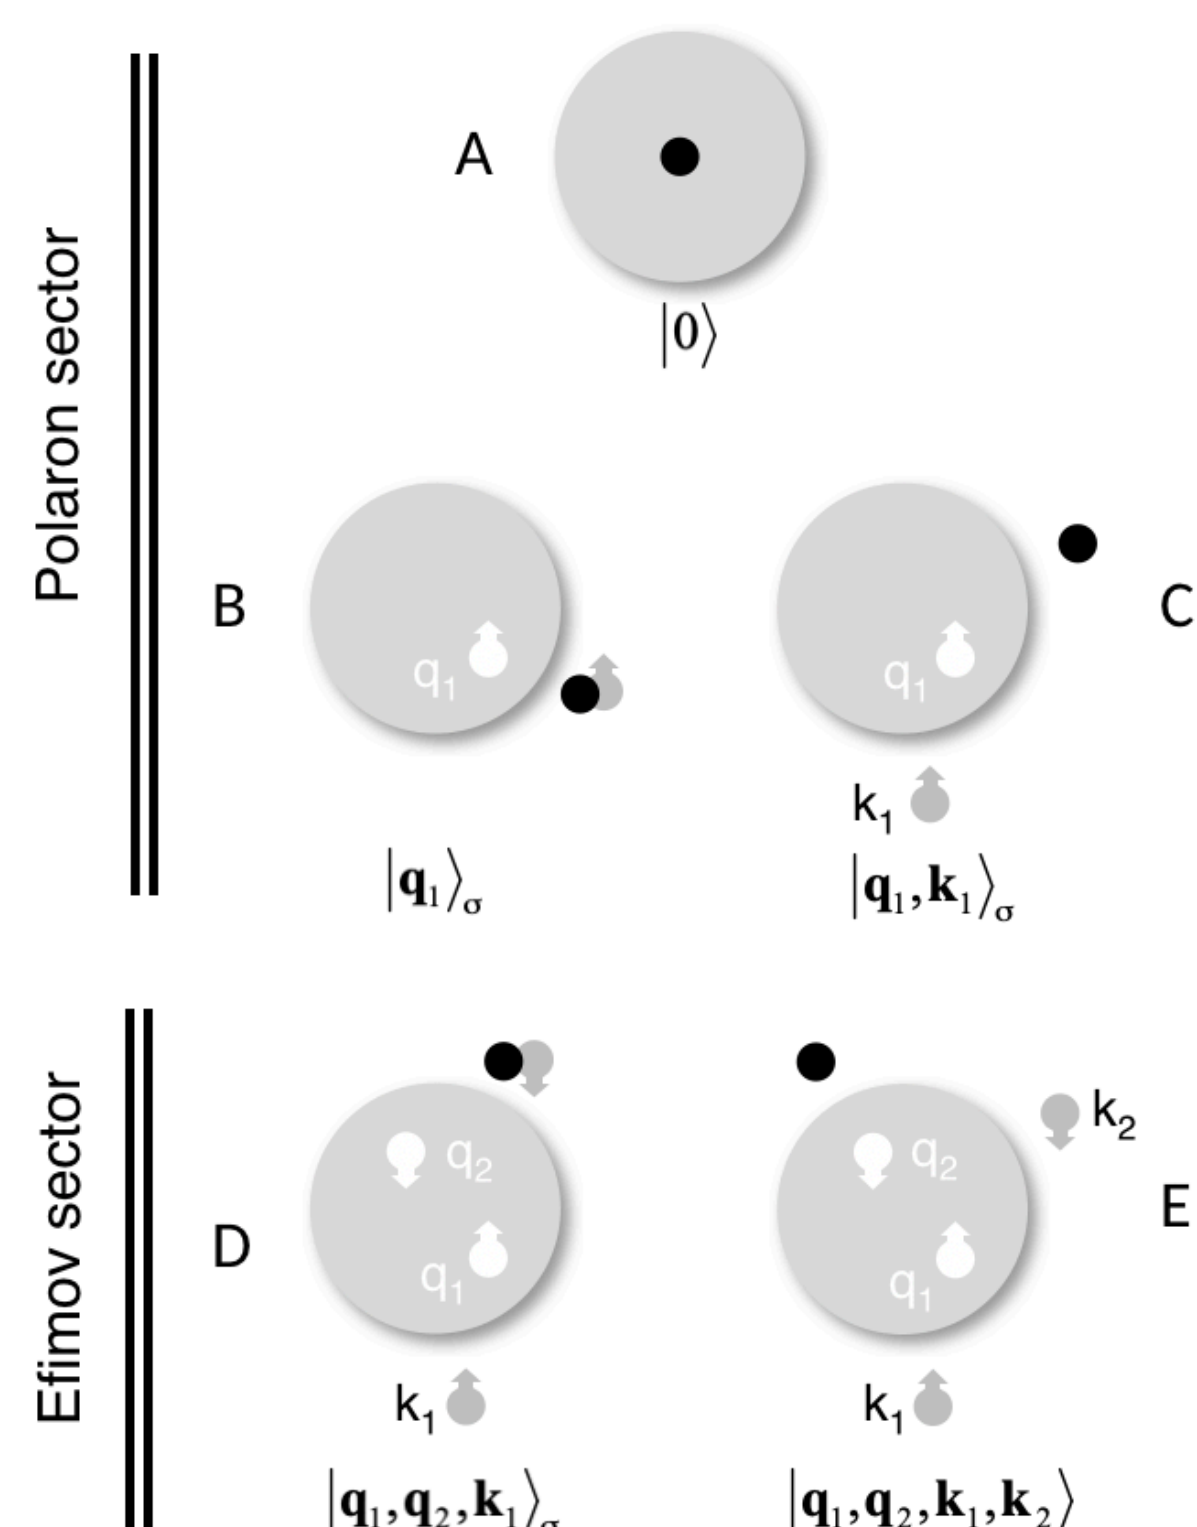 Polaron sector
A
|0⟩
B
q₁
q₁
C
k₁
|q₁⟩σ
|q₁,k₁⟩σ
Efimov sector
D
q₂
q₁
k₁
q₂
k₂
E
q₁
k₁
|q₁,q₂,k₁⟩σ
|q₁,q₂,k₁,k₂⟩